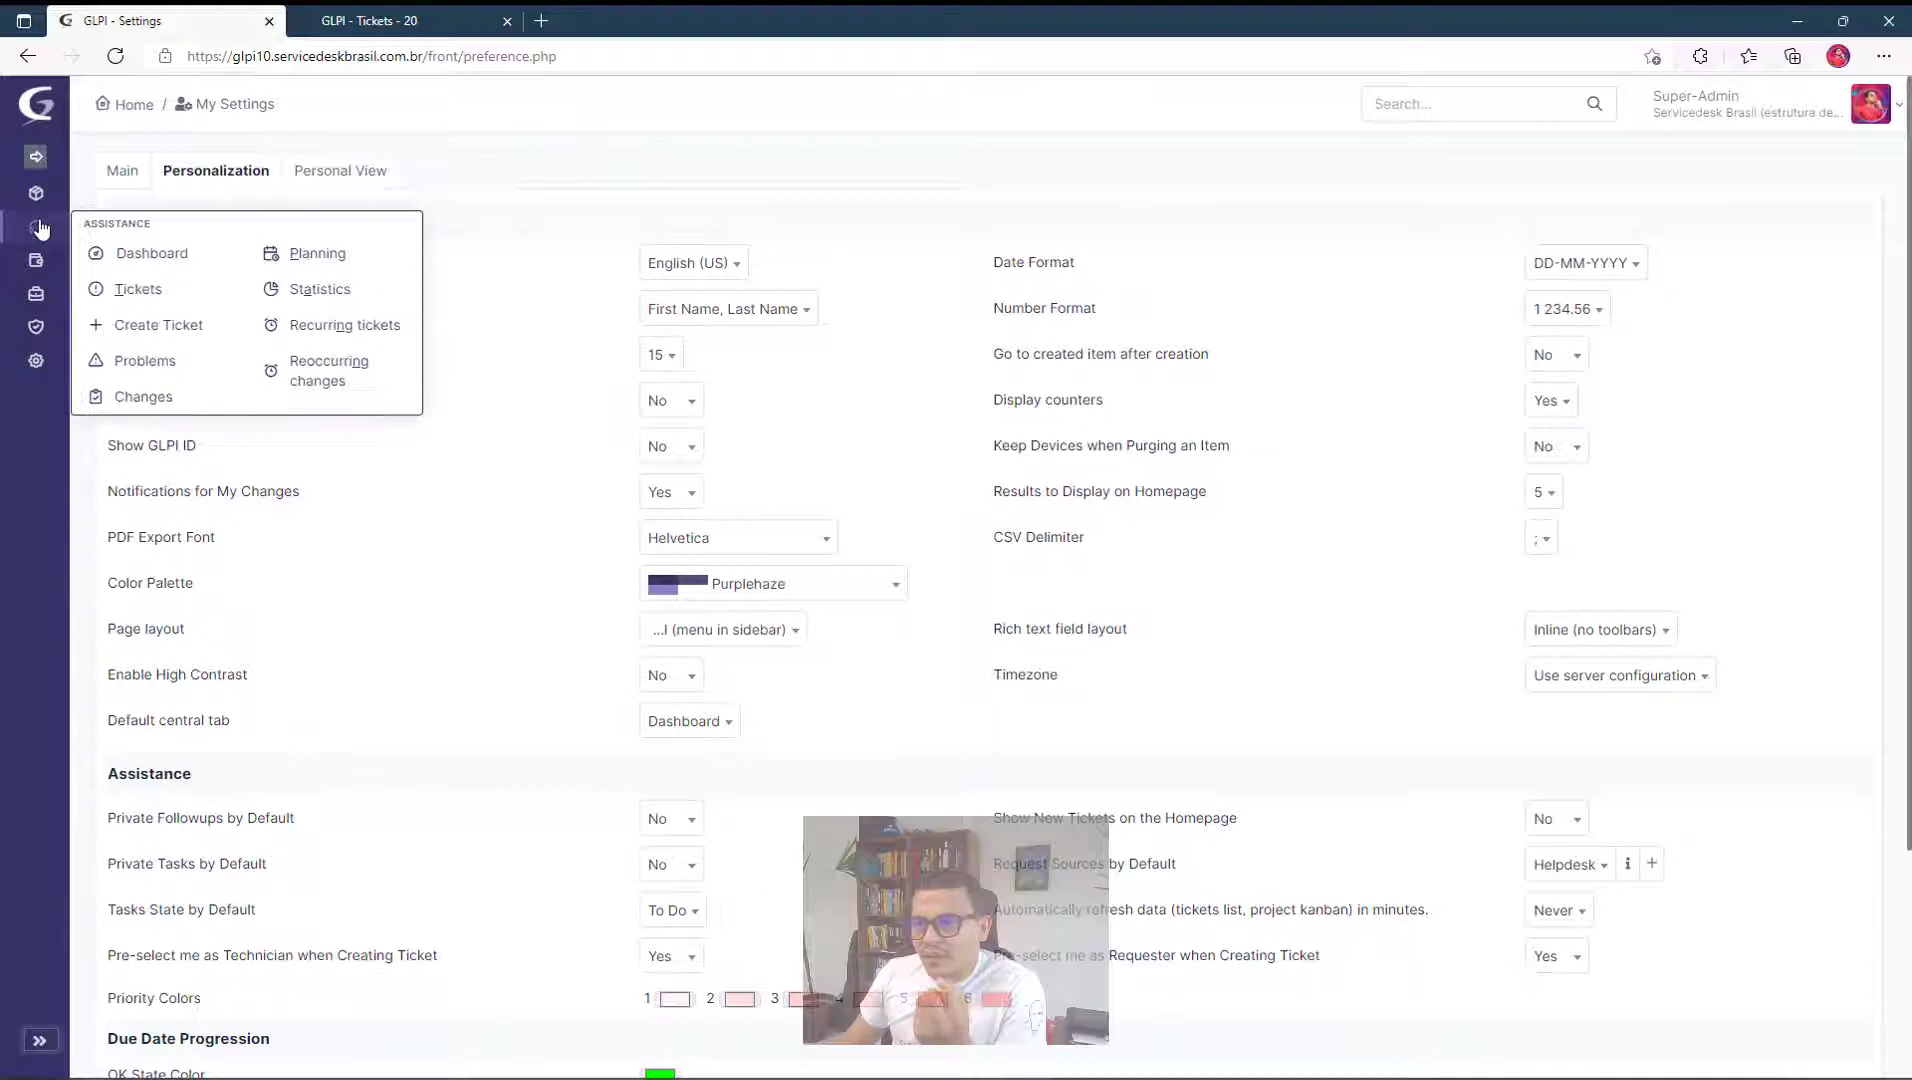 GLPI - Settings
GLPI - Tickets - 20
https://glpi10.servicedeskbrasil.com.br/front/preference.php
Home / My Settings
Search...
Super-Admin
Servicedesk Brasil (estrutura de...
Main
Personalization
Personal View
ASSISTANCE
Dashboard
Planning
Tickets
Statistics
Create Ticket
Recurring tickets
Problems
Reoccurring
changes
Changes
English (US)
Date Format
DD-MM-YYYY
First Name, Last Name
Number Format
1 234.56
15
Go to created item after creation
No
No
Display counters
Yes
Show GLPI ID
No
Keep Devices when Purging an Item
No
Notifications for My Changes
Yes
Results to Display on Homepage
5
PDF Export Font
Helvetica
CSV Delimiter
;
Color Palette
Purplehaze
Page layout
...l (menu in sidebar)
Rich text field layout
Inline (no toolbars)
Enable High Contrast
No
Timezone
Use server configuration
Default central tab
Dashboard
Assistance
Private Followups by Default
No
Show New Tickets on the Homepage
No
Private Tasks by Default
No
Request Sources by Default
Helpdesk
Tasks State by Default
To Do
Automatically refresh data (tickets list, project kanban) in minutes.
Never
Pre-select me as Technician when Creating Ticket
Yes
Pre-select me as Requester when Creating Ticket
Yes
Priority Colors
1 2 3 4 5 6
Due Date Progression
OK State Color